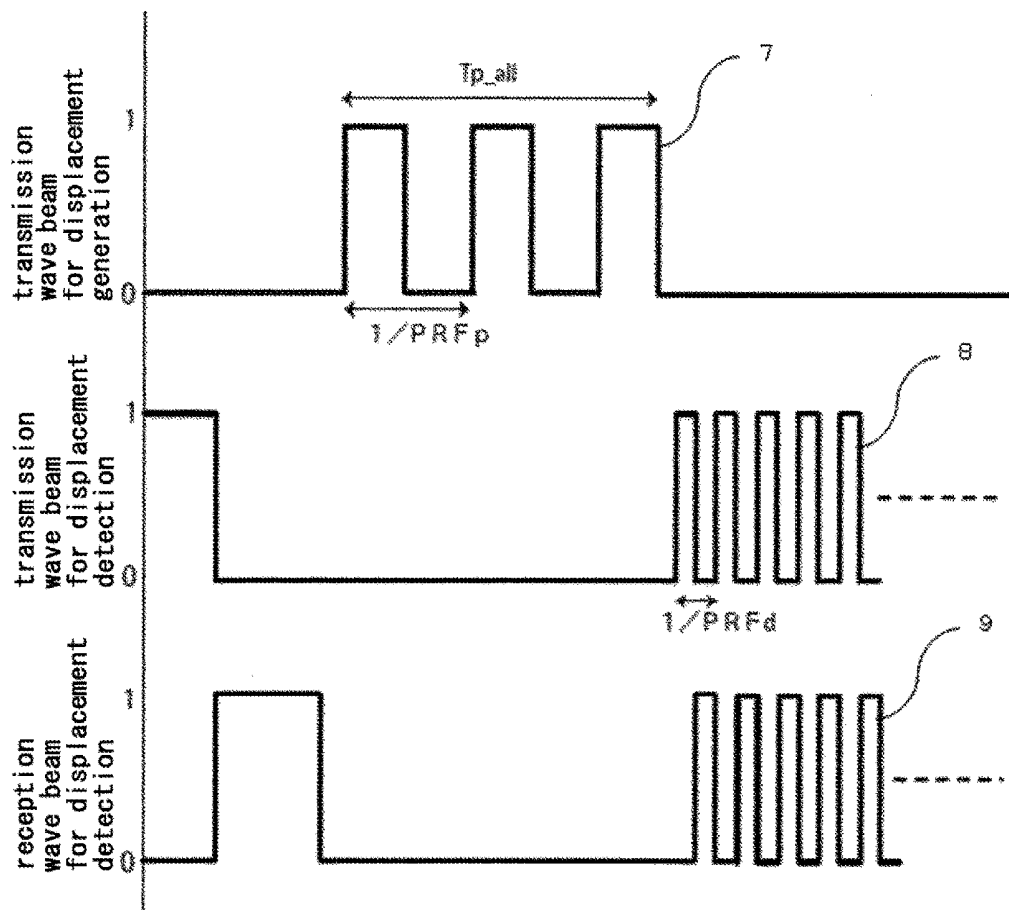 7
Tp_all
transmission
wave beam
for displacement
generation
1
0
1/PRFp
8
transmission
wave beam
for displacement
detection
1
0
1/PRFd
9
reception
wave beam
for displacement
detection
1
0